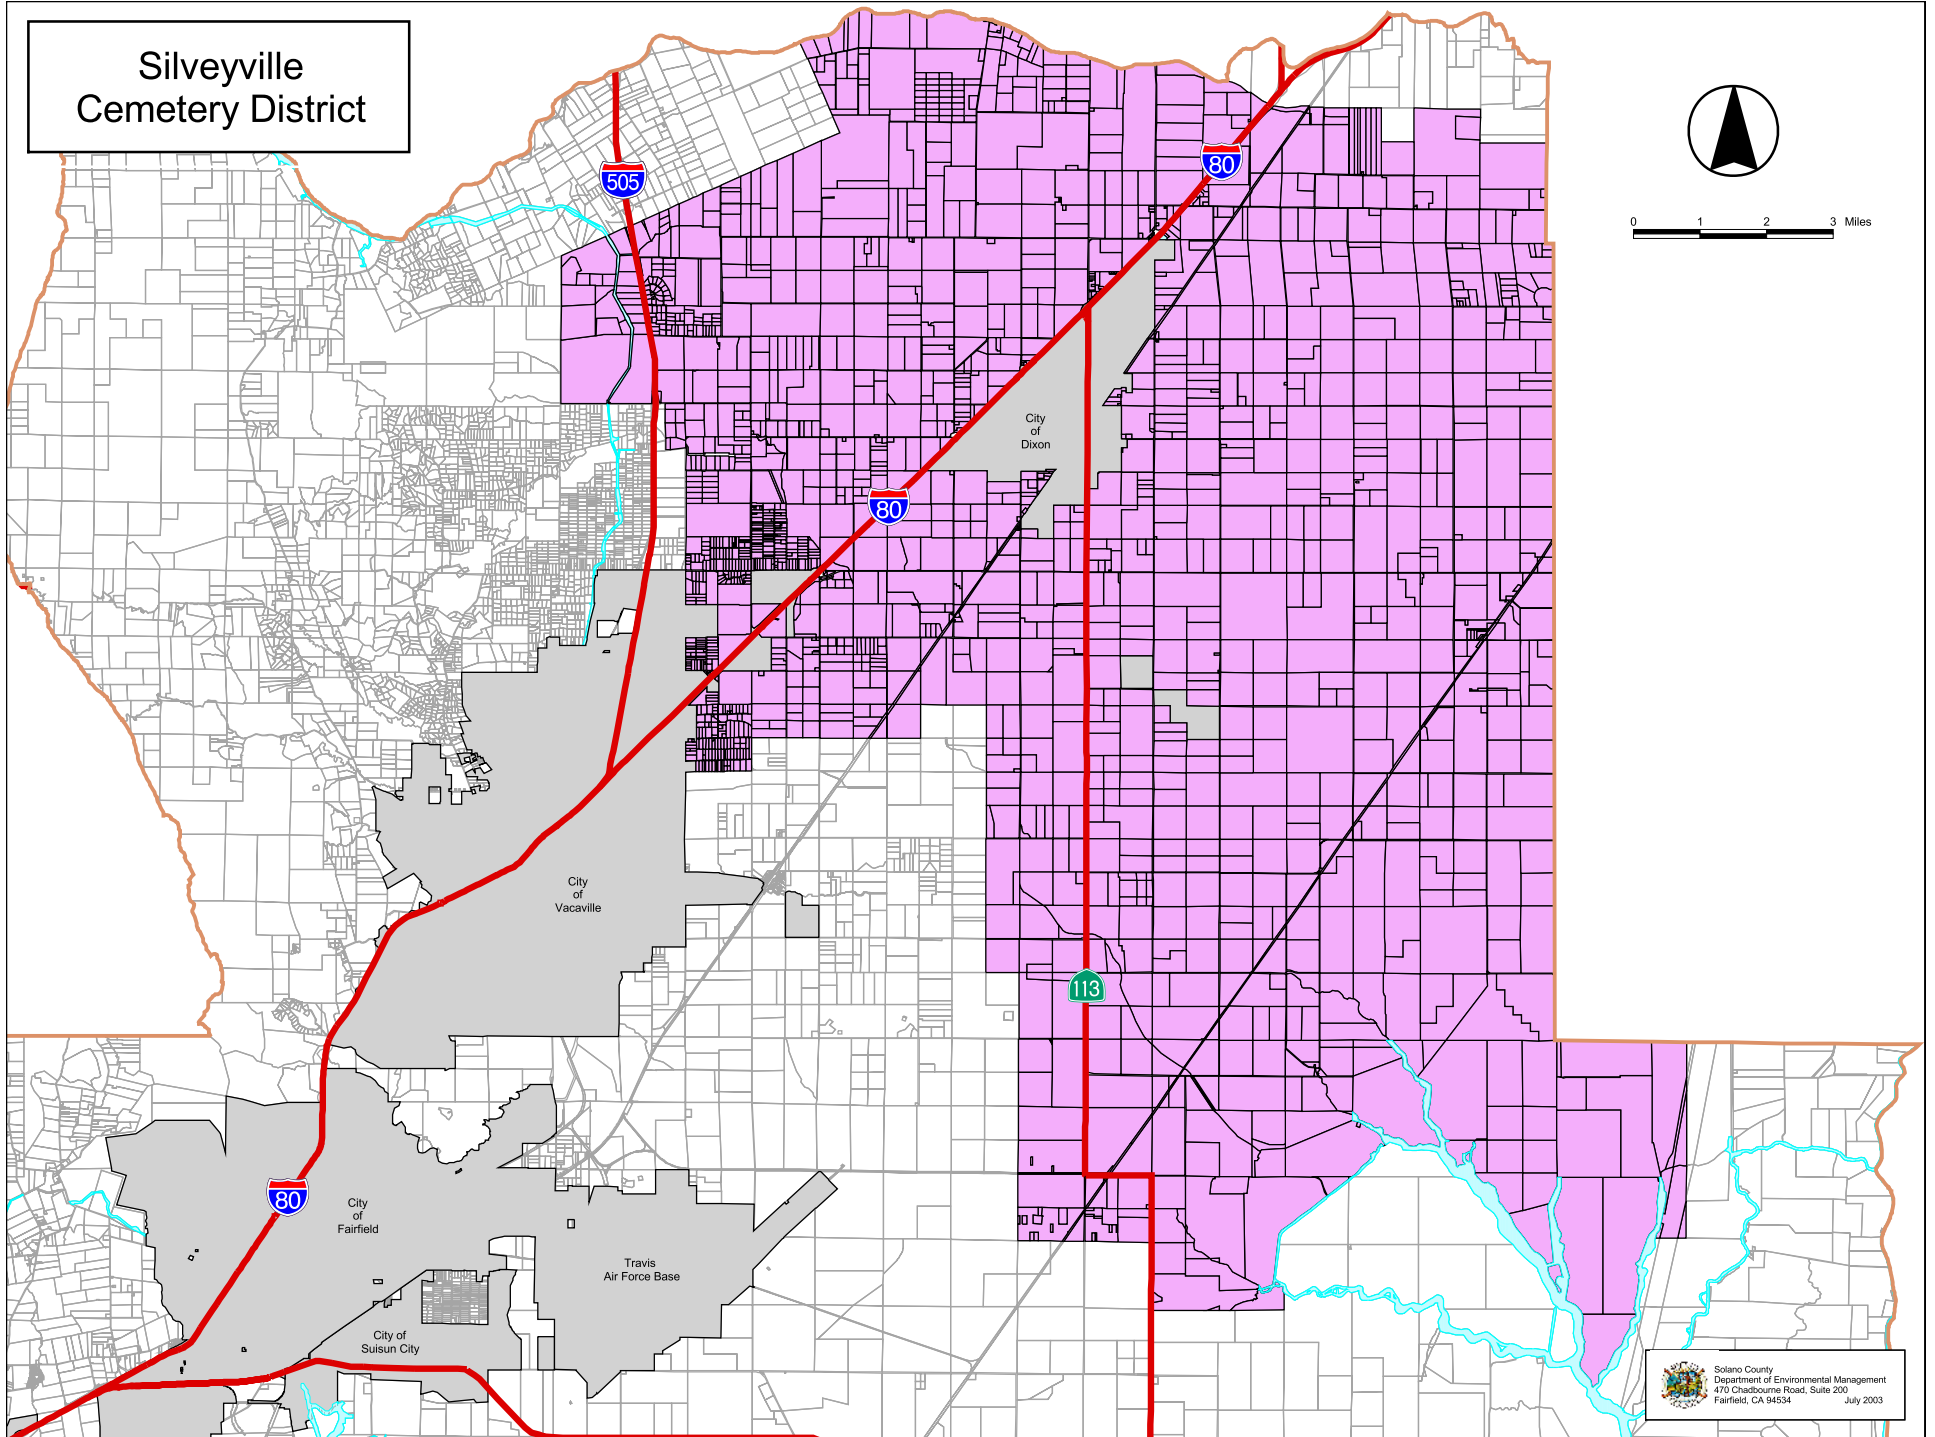 Silveyville
Cemetery District
505
80
0 1 2 3 Miles
City
of
Dixon
80
City
of
Vacaville
113
80
City
of
Fairfield
Travis
Air Force Base
City of
Suisun City
Solano County
Department of Environmental Management
470 Chadbourne Road, Suite 200
Fairfield, CA 94534 July 2003